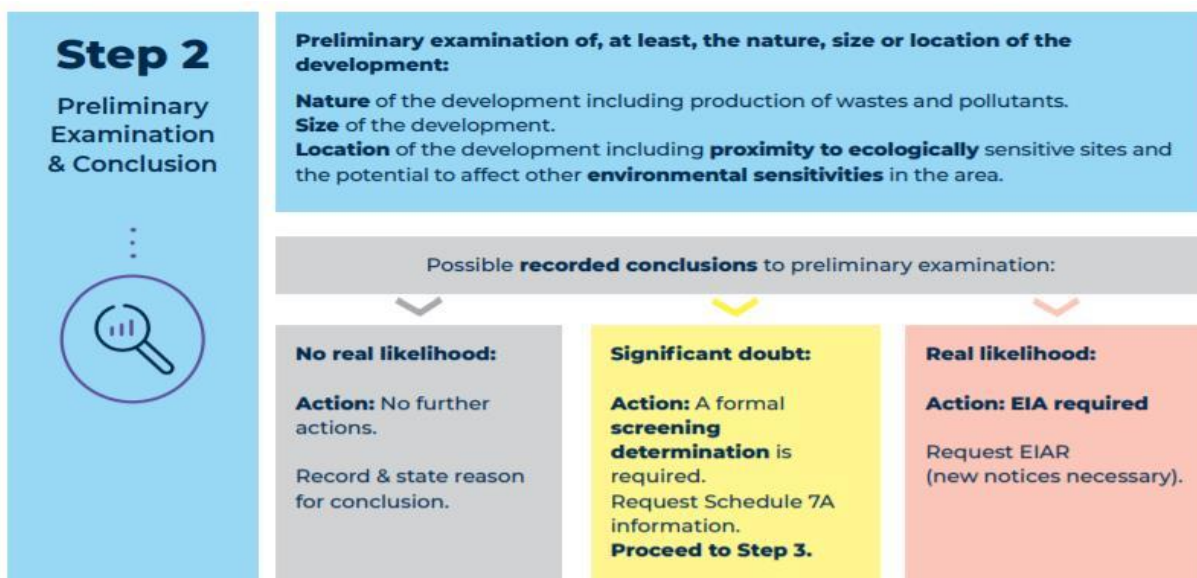 Step 2
Preliminary
Examination
& Conclusion
Preliminary examination of, at least, the nature, size or location of the
development:
Nature of the development including production of wastes and pollutants.
Size of the development.
Location of the development including proximity to ecologically sensitive sites and
the potential to affect other environmental sensitivities in the area.
Possible recorded conclusions to preliminary examination:
No real likelihood:
Action: No further
actions.
Record & state reason
for conclusion.
Significant doubt:
Action: A formal
screening
determination is
required.
Request Schedule 7A
information.
Proceed to Step 3.
Real likelihood:
Action: EIA required
Request EIAR
(new notices necessary).